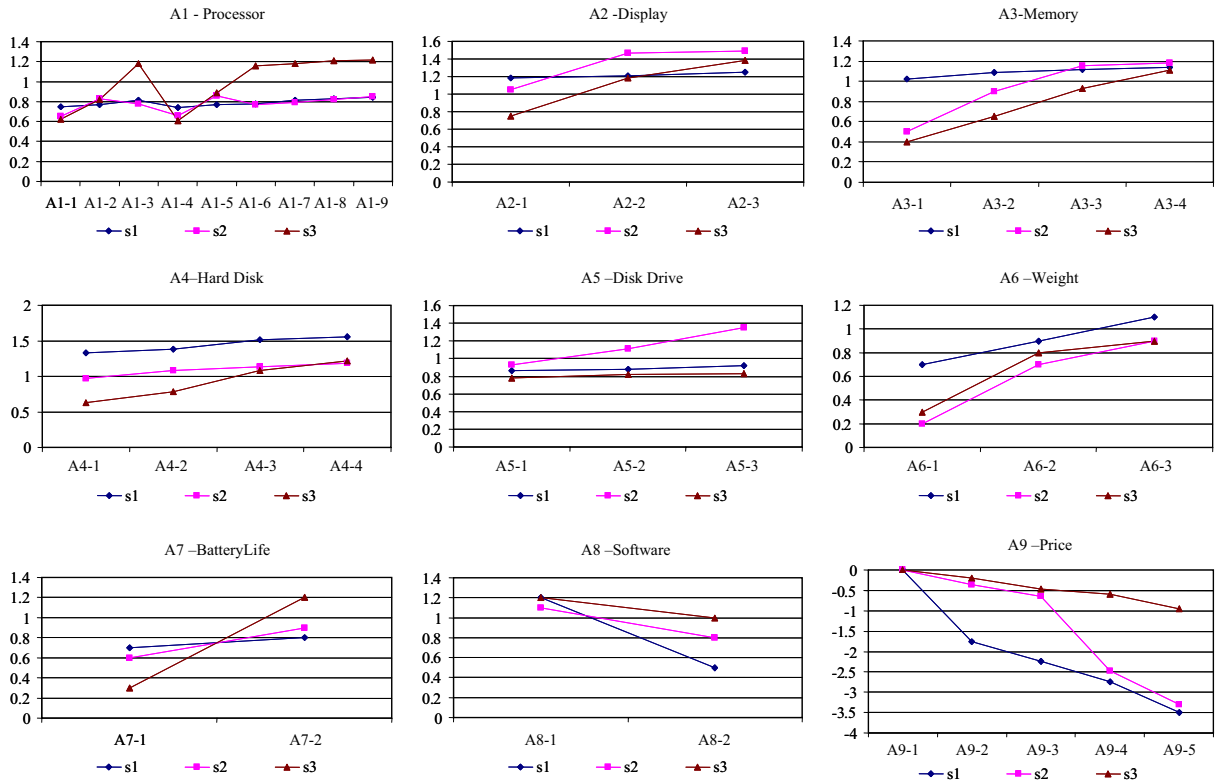 A1 - Processor
1.4
1.2
1
0.8
0.6
0.4
0.2
0
A1-1 A1-2 A1-3 A1-4 A1-5 A1-6 A1-7 A1-8 A1-9
s1 s2 s3
A2 -Display
1.6
1.4
1.2
1
0.8
0.6
0.4
0.2
0
A2-1 A2-2 A2-3
s1 s2 s3
A3-Memory
1.4
1.2
1
0.8
0.6
0.4
0.2
0
A3-1 A3-2 A3-3 A3-4
s1 s2 s3
A4–Hard Disk
2
1.5
1
0.5
0
A4-1 A4-2 A4-3 A4-4
s1 s2 s3
A5 –Disk Drive
1.6
1.4
1.2
1
0.8
0.6
0.4
0.2
0
A5-1 A5-2 A5-3
s1 s2 s3
A6 –Weight
1.2
1
0.8
0.6
0.4
0.2
0
A6-1 A6-2 A6-3
s1 s2 s3
A7 –BatteryLife
1.4
1.2
1
0.8
0.6
0.4
0.2
0
A7-1 A7-2
s1 s2 s3
A8 –Software
1.4
1.2
1
0.8
0.6
0.4
0.2
0
A8-1 A8-2
s1 s2 s3
A9 –Price
0
-0.5
-1
-1.5
-2
-2.5
-3
-3.5
-4
A9-1 A9-2 A9-3 A9-4 A9-5
s1 s2 s3